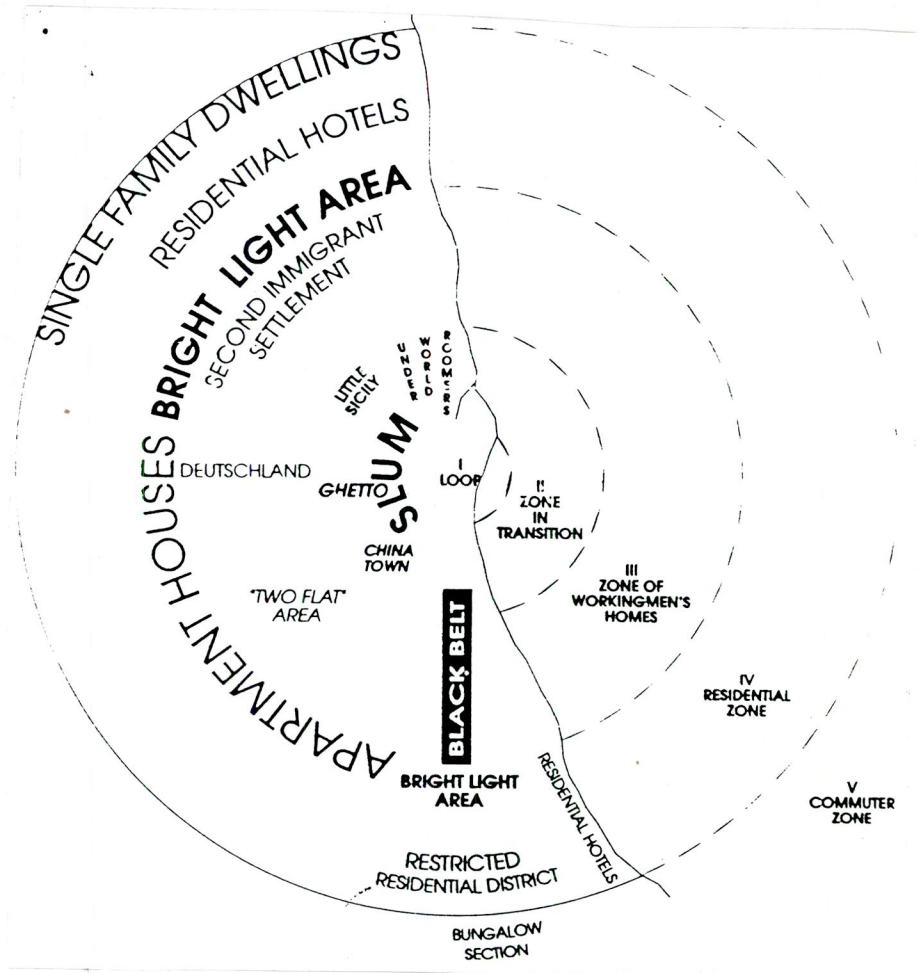 SINGLE FAMILY DWELLINGS
RESIDENTIAL HOTELS
BRIGHT LIGHT AREA
SECOND IMMIGRANT
SETTLEMENT
LITTLE
SICILY
UNDER
WORLD
ROOMERS
SLUM
APARTMENT HOUSES
DEUTSCHLAND
GHETTO
I
LOOP
II
ZONE
IN
TRANSITION
CHINA
TOWN
"TWO FLAT"
AREA
III
ZONE OF
WORKINGMEN'S
HOMES
BLACK BELT
IV
RESIDENTIAL
ZONE
BRIGHT LIGHT
AREA
RESIDENTIAL HOTELS
V
COMMUTER
ZONE
RESTRICTED
RESIDENTIAL DISTRICT
BUNGALOW
SECTION